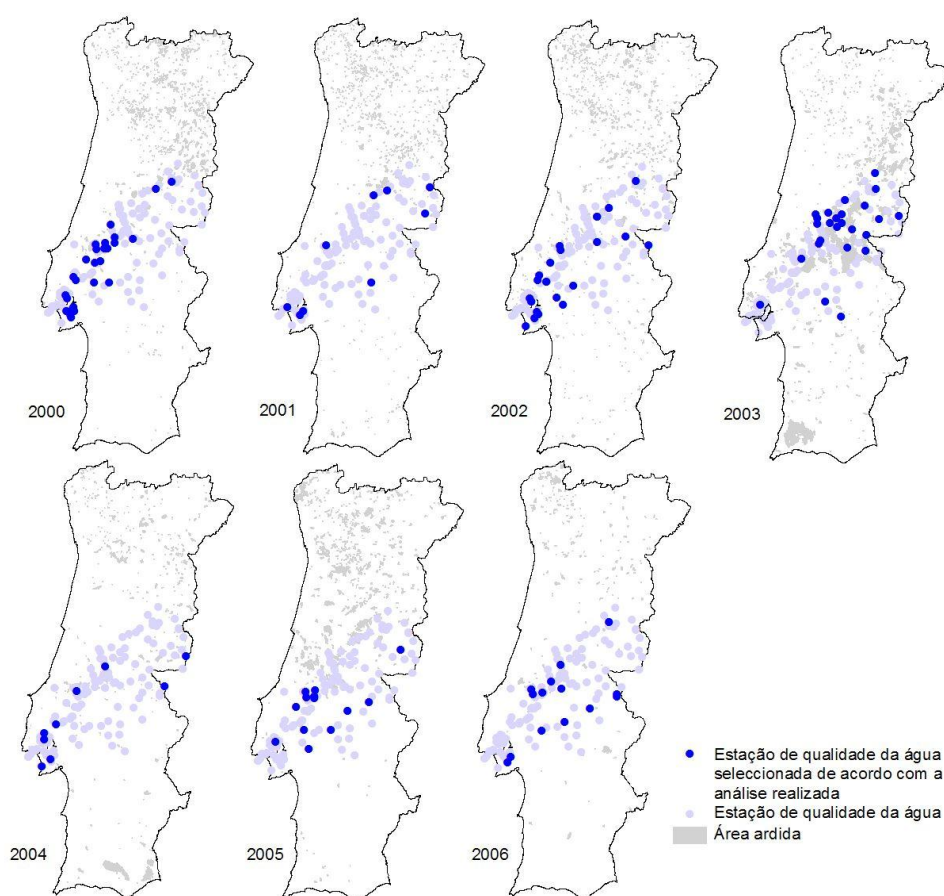 2000
2001
2002
2003
2004
2005
2006
Estação de qualidade da água
seleccionada de acordo com a
análise realizada
Estação de qualidade da água
Área ardida